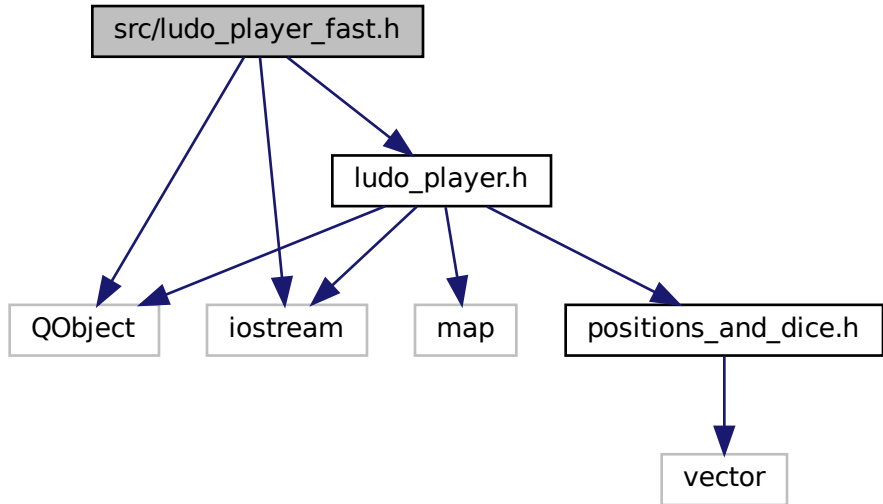 src/ludo_player_fast.h
ludo_player.h
QObject
iostream
map
positions_and_dice.h
vector